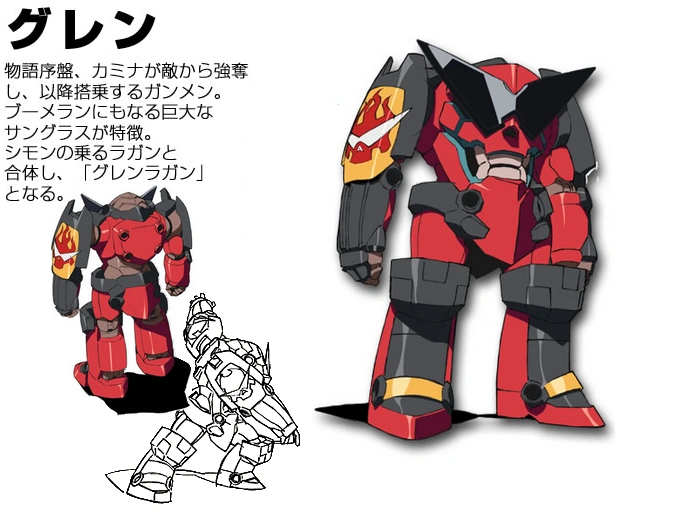 グレン
物語序盤、カミナが敵から強奪
し、以降搭乗するガンメン。
ブーメランにもなる巨大な
サングラスが特徴。
シモンの乗るラガンと
合体し、「グレンラガン」
となる。